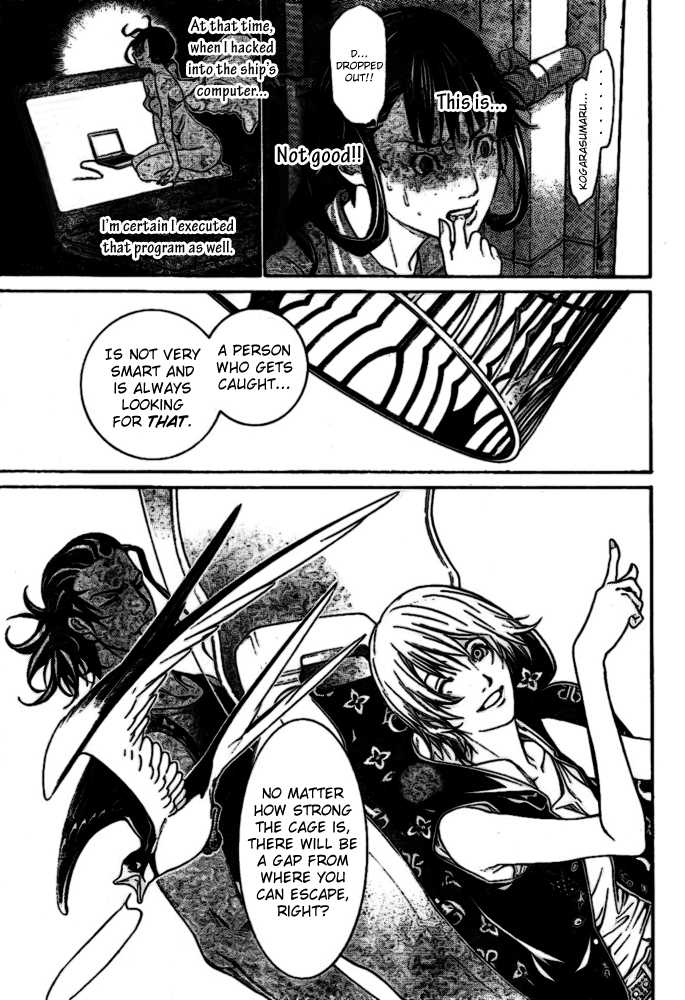 KOGARASUMARU...
......
D...
DROPPED
OUT!!
This is...
Not good!!
At that time,
when I hacked
into the ship's
computer...
I'm certain I executed
that program as well.
A PERSON
WHO GETS
CAUGHT...
IS NOT VERY
SMART AND
IS ALWAYS
LOOKING
FOR THAT.
NO MATTER
HOW STRONG
THE CAGE IS,
THERE WILL BE
A GAP FROM
WHERE YOU
CAN ESCAPE,
RIGHT?